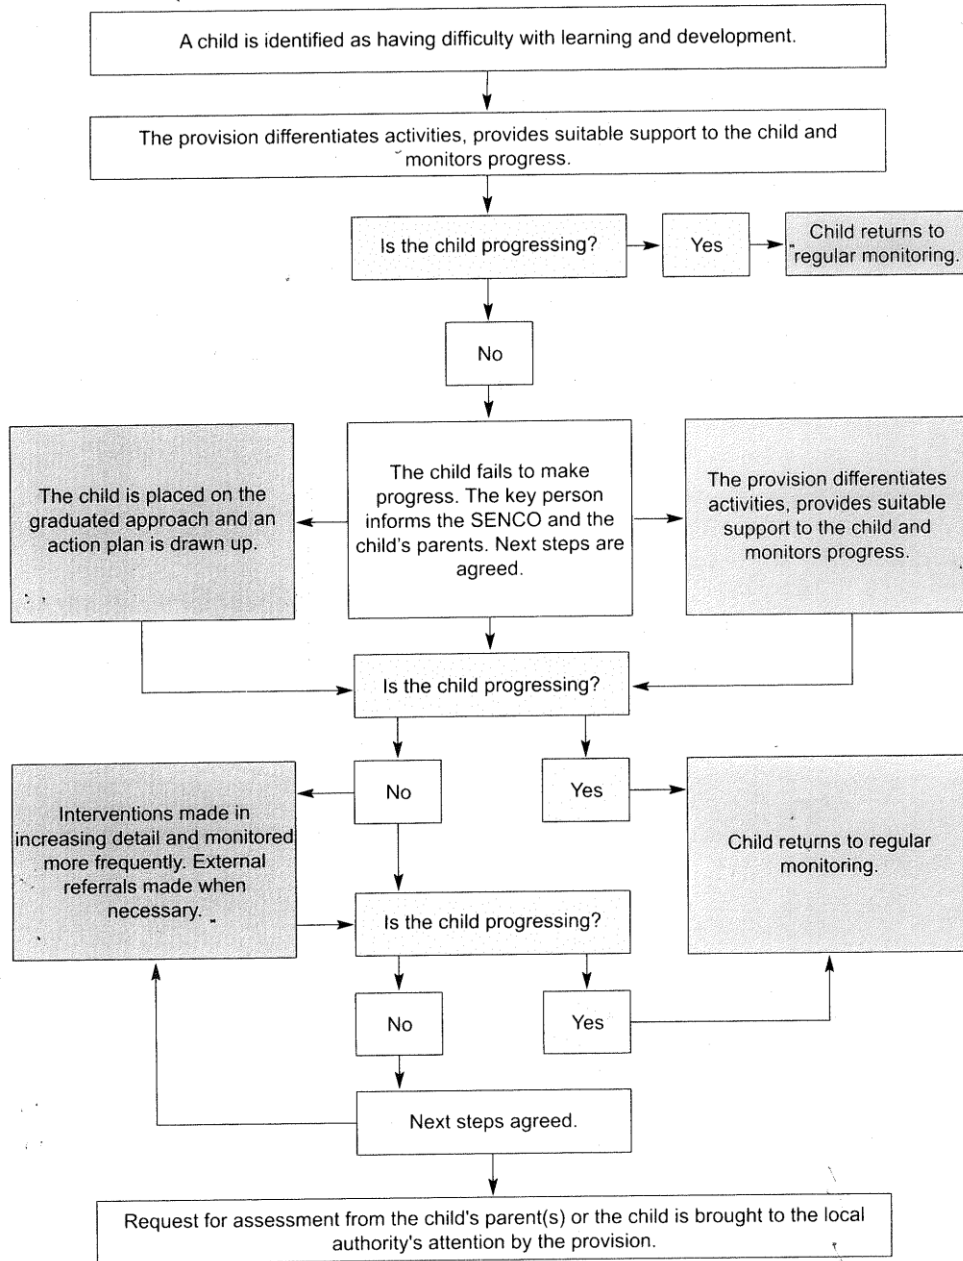 A child is identified as having difficulty with learning and development.
The provision differentiates activities, provides suitable support to the child and
monitors progress.
Is the child progressing?
Yes
Child returns to
regular monitoring.
No
The child is placed on the
graduated approach and an
action plan is drawn up.
The child fails to make
progress. The key person
informs the SENCO and the
child's parents. Next steps are
agreed.
The provision differentiates
activities, provides suitable
support to the child and
monitors progress.
Is the child progressing?
No
Yes
Interventions made in
increasing detail and monitored
more frequently. External
referrals made when
necessary.
Child returns to regular
monitoring.
Is the child progressing?
No
Yes
Next steps agreed.
Request for assessment from the child's parent(s) or the child is brought to the local
authority's attention by the provision.